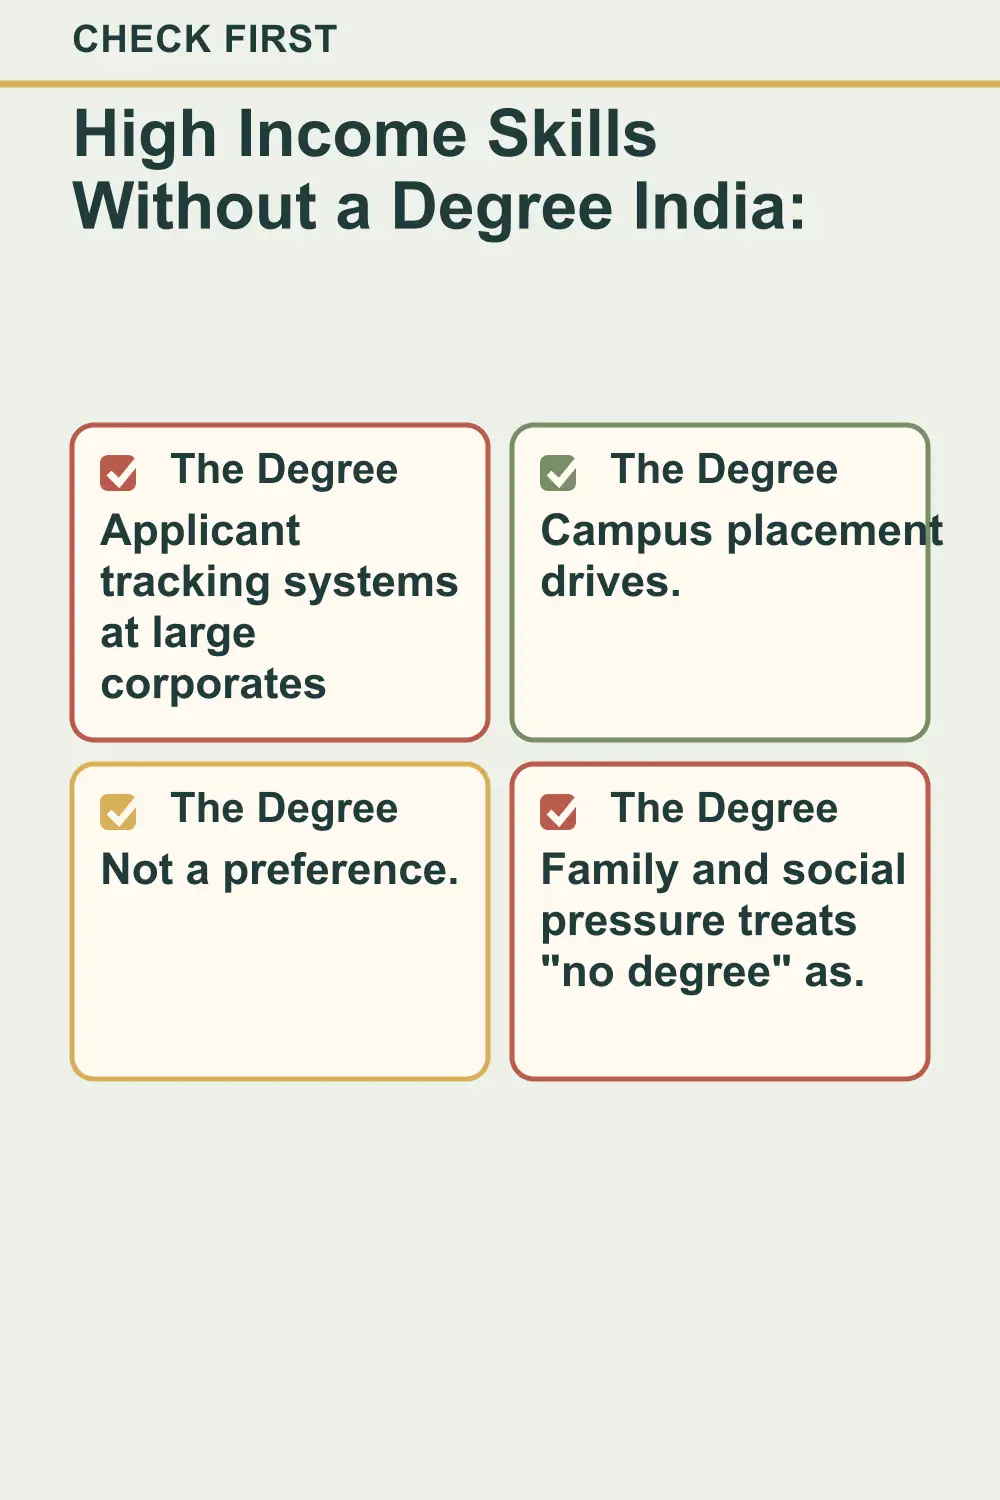 CHECK FIRST
High Income Skills
Without a Degree India:
The Degree
Applicant
tracking systems
at large
corporates
The Degree
Campus placement
drives.
The Degree
Not a preference.
The Degree
Family and social
pressure treats
"no degree" as.